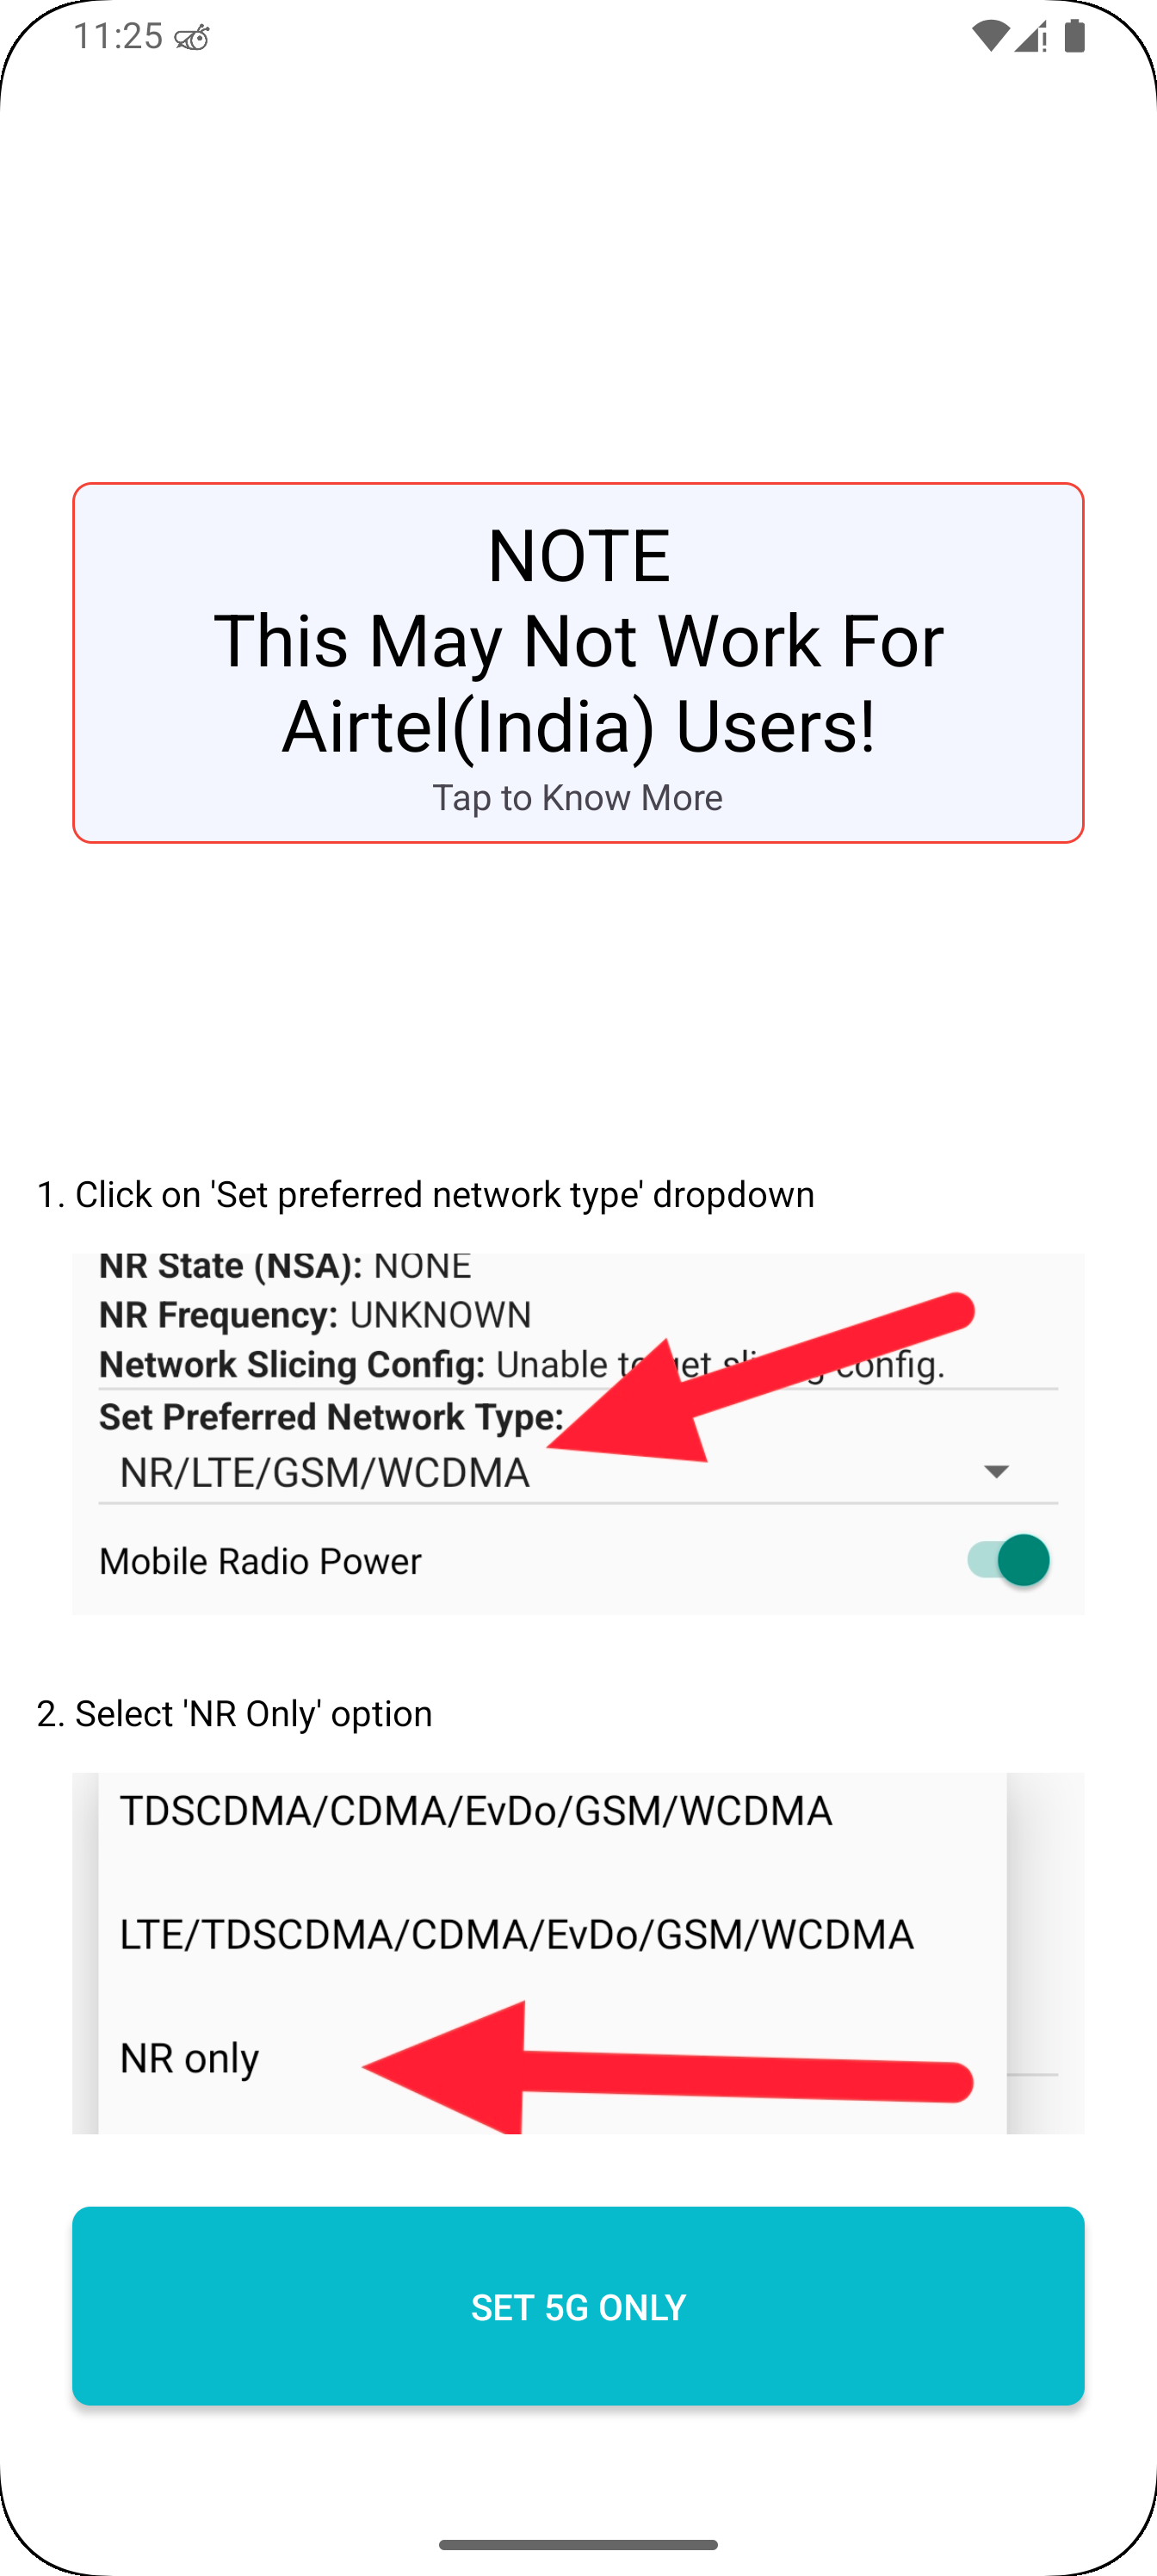 11:25
NOTE
This May Not Work For
Airtel(India) Users!
Tap to Know More
1. Click on 'Set preferred network type' dropdown
NR State (NSA): NONE
NR Frequency: UNKNOWN
Network Slicing Config: Unable config.
Set Preferred Network Type:
NR/LTE/GSM/WCDMA
Mobile Radio Power
2. Select 'NR Only' option
TDSCDMA/CDMA/EvDo/GSM/WCDMA
LTE/TDSCDMA/CDMA/EvDo/GSM/WCDMA
NR only
SET 5G ONLY